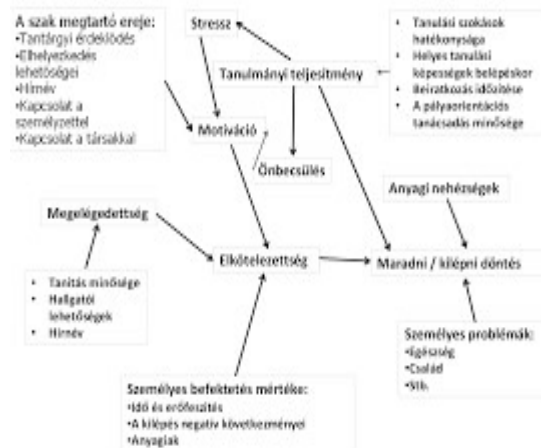 A szak megtartó ereje:
•Tantárgyi érdeklődés
•Elhelyezkedés
lehetőségei
•Hírnév
•Kapcsolat a
személyzettel
•Kapcsolat a társakkal
Stressz
Tanulmányi teljesítmény
• Tanulási szokások
hatékonysága
• Helyes tanulási
képességek belépéskor
• Beiratkozás időzítése
• A pályaorientációs
tanácsadás minősége
Motiváció
Önbecsülés
Anyagi nehézségek
Megelégedettség
Elkötelezettség
Maradni / kilépni döntés
• Tanítás minősége
• Hallgatói
lehetőségek
• Hírnév
Személyes problémák:
•Egészség
•Család
•Stb.
Személyes befektetés mértéke:
•Idő és erőfeszítés
•A kilépés negatív következményei
•Anyagiak